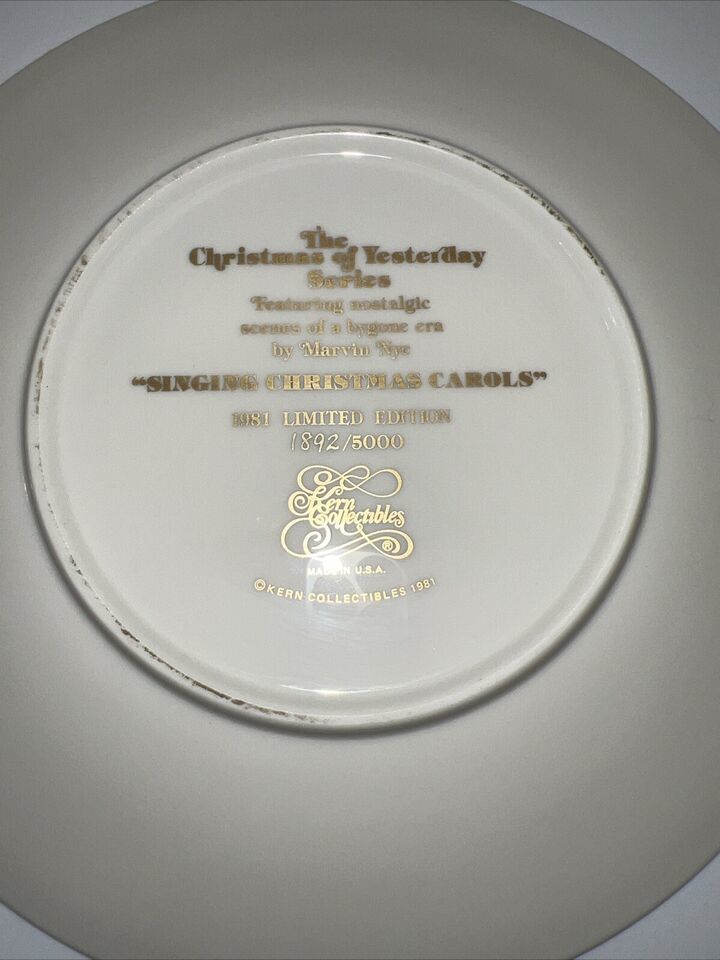 The
Christmas of Yesterday
Series
Featuring nostalgic
scenes of a bygone era
by Marvin Nye
"SINGING CHRISTMAS CAROLS"
1981 LIMITED EDITION
1892/5000
Kern
Collectibles
®
MADE IN U.S.A.
© KERN COLLECTIBLES 1981